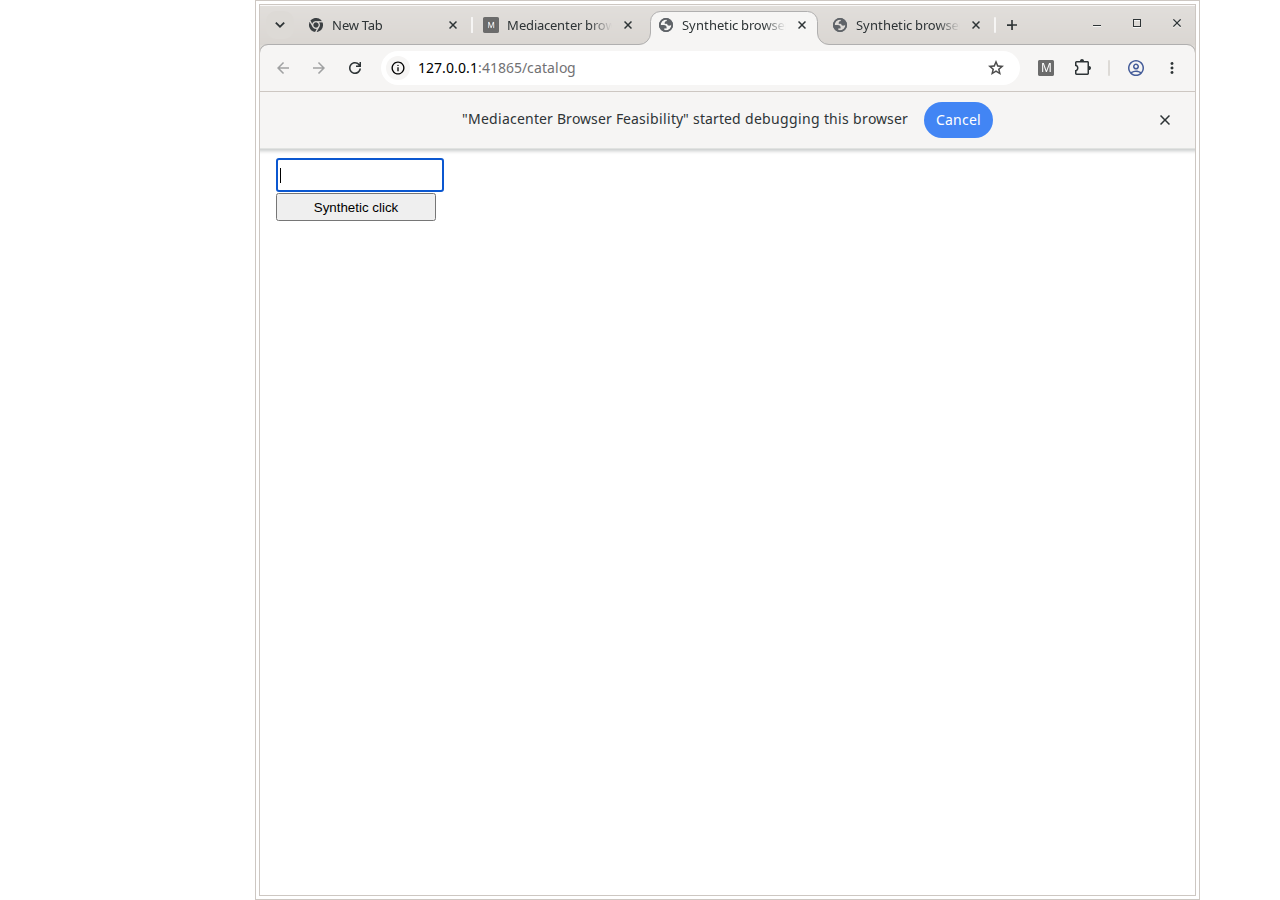 New Tab
M Mediacenter brow
Synthetic browse
Synthetic browse
127.0.0.1:41865/catalog
M
"Mediacenter Browser Feasibility" started debugging this browser
Cancel
Synthetic click